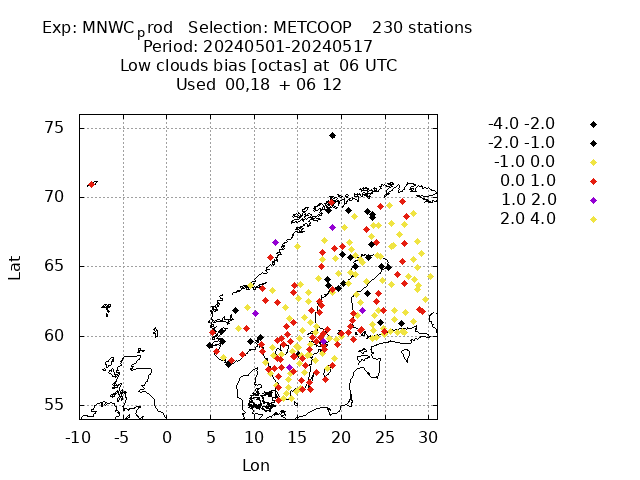 Exp: MNWCprod Selection: METCOOP 230 stations
Period: 20240501-20240517
Low clouds bias [octas] at 06 UTC
Used 00,18 + 06 12
-4.0 -2.0
-2.0 -1.0
-1.0 0.0
0.0 1.0
1.0 2.0
2.0 4.0
75
70
65
60
55
Lat
-10 -5 0 5 10 15 20 25 30
Lon